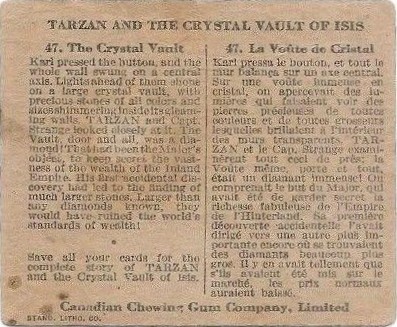 TARZAN AND THE CRYSTAL VAULT OF ISIS
47. The Crystal Vault
Karl pressed the button, and the
whole wall swung on a central
axis. Lights ahead of them shone
on a large crystal vault, with
precious stones of all colors and
sizes shimmering inside its gleam-
ing walls. TARZAN and Capt.
Strange looked closely at it. The
Vault, door and all, was a dia-
mond! This had been the Major's
object, to keep secret the vast-
ness of the wealth of the Inland
Empire. His first accidental dis-
covery had led to the finding of
much larger stones. Larger than
any diamonds known, they
would have ruined the world's
standards of wealth!
Save all your cards for the
complete story of TARZAN
and the Crystal Vault of Isis.
47. La Voûte de Cristal
Karl pressa le bouton, et tout le
mur balança sur un axe central.
Sur une voûte immense en
cristal, on apercevait des lu-
mières qui faisaient voir des
pierres précieuses de toutes
couleurs et de toutes grosseurs
lesquelles brillaient à l'intérieur
des murs transparents. TAR-
ZAN et le Cap. Strange exami-
nèrent tout ceci de près; la
Voûte même, porte et tout
était un diamant immense! On
comprenait le but du Major, qui
avait été de garder secret la
richesse fabuleuse de l'Empire
de l'Hinterland. Sa première
découverte accidentelle l'avait
dirigé vers une autre plus im-
portante encore où se trouvaient
des diamants beaucoup plus
gros. Il y en avait tellement que
s'ils avaient été mis sur le
marché, les prix normaux
auraient baissé.
Canadian Chewing Gum Company, Limited
STAND. LITHO. CO.